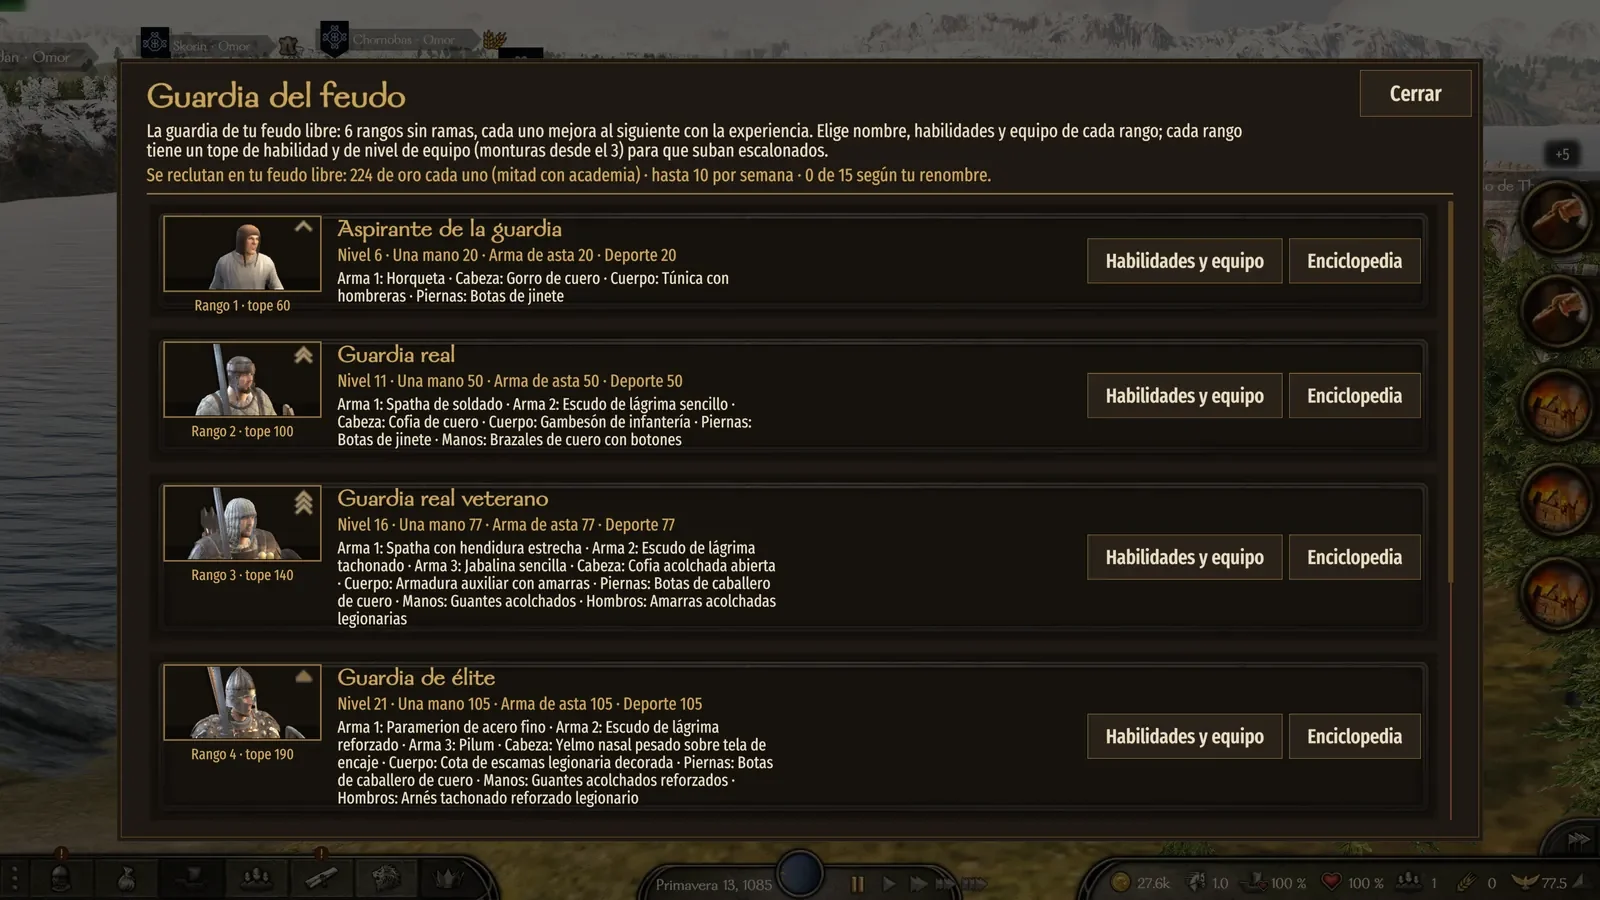 Skorin - Omor
Chornobas - Omor
dan - Omor
Guardia del feudo
Cerrar
La guardia de tu feudo libre: 6 rangos sin ramas, cada uno mejora al siguiente con la experiencia. Elige nombre, habilidades y equipo de cada rango; cada rango
tiene un tope de habilidad y de nivel de equipo (monturas desde el 3) para que suban escalonados.
Se reclutan en tu feudo libre: 224 de oro cada uno (mitad con academia) · hasta 10 por semana · 0 de 15 según tu renombre.
+5
o de Th
Aspirante de la guardia
Nivel 6 · Una mano 20 · Arma de asta 20 · Deporte 20
Arma 1: Horqueta · Cabeza: Gorro de cuero · Cuerpo: Túnica con
hombreras · Piernas: Botas de jinete
Rango 1 · tope 60
Habilidades y equipo
Enciclopedia
Guardia real
Nivel 11 · Una mano 50 · Arma de asta 50 · Deporte 50
Arma 1: Spatha de soldado · Arma 2: Escudo de lágrima sencillo ·
Cabeza: Cofia de cuero · Cuerpo: Gambesón de infantería · Piernas:
Botas de jinete · Manos: Brazales de cuero con botones
Rango 2 · tope 100
Habilidades y equipo
Enciclopedia
Guardia real veterano
Nivel 16 · Una mano 77 · Arma de asta 77 · Deporte 77
Arma 1: Spatha con hendidura estrecha · Arma 2: Escudo de lágrima
tachonado · Arma 3: Jabalina sencilla · Cabeza: Cofia acolchada abierta
· Cuerpo: Armadura auxiliar con amarras · Piernas: Botas de caballero
de cuero · Manos: Guantes acolchados · Hombros: Amarras acolchadas
legionarias
Rango 3 · tope 140
Habilidades y equipo
Enciclopedia
Guardia de élite
Nivel 21 · Una mano 105 · Arma de asta 105 · Deporte 105
Arma 1: Paramerion de acero fino · Arma 2: Escudo de lágrima
reforzado · Arma 3: Pilum · Cabeza: Yelmo nasal pesado sobre tela de
encaje · Cuerpo: Cota de escamas legionaria decorada · Piernas: Botas
de caballero de cuero · Manos: Guantes acolchados reforzados ·
Hombros: Arnés tachonado reforzado legionario
Rango 4 · tope 190
Habilidades y equipo
Enciclopedia
Primavera 13, 1085
27.6k
1.0
100 %
100 %
1
0
77.5